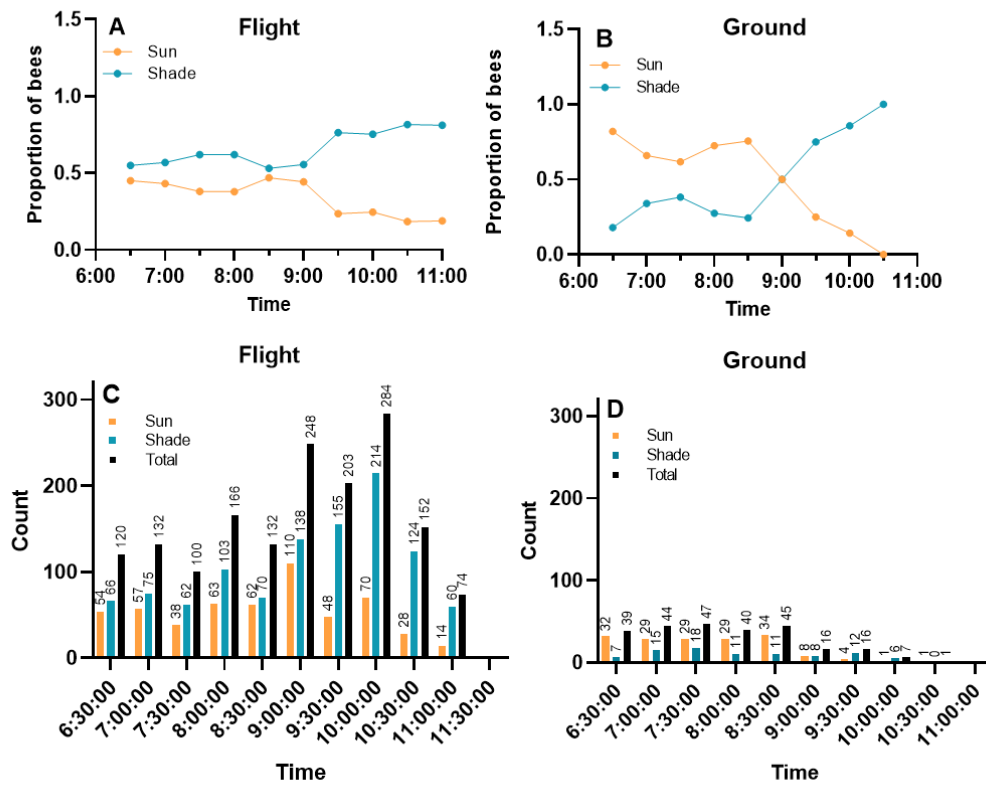 A
Flight
Sun
Shade
Proportion of bees
1.5
1.0
0.5
0.0
6:00 7:00 8:00 9:00 10:00 11:00
Time
B
Ground
Sun
Shade
Proportion of bees
1.5
1.0
0.5
0.0
6:00 7:00 8:00 9:00 10:00 11:00
Time
Flight
C
Sun
Shade
Total
Count
300
200
100
0
54 66 120 57 75 132 38 62 100 63 103 166 62 70 132 110 138 248 48 155 203 70 214 284 28 124 152 14 60 74
6:30:00 7:00:00 7:30:00 8:00:00 8:30:00 9:00:00 9:30:00 10:00:00 10:30:00 11:00:00 11:30:00
Time
Ground
D
Sun
Shade
Total
Count
300
200
100
0
32 7 39 29 15 44 29 18 47 29 11 40 34 11 45 8 8 16 4 12 16 1 6 7 1 0 1
6:30:00 7:00:00 7:30:00 8:00:00 8:30:00 9:00:00 9:30:00 10:00:00 10:30:00 11:00:00
Time